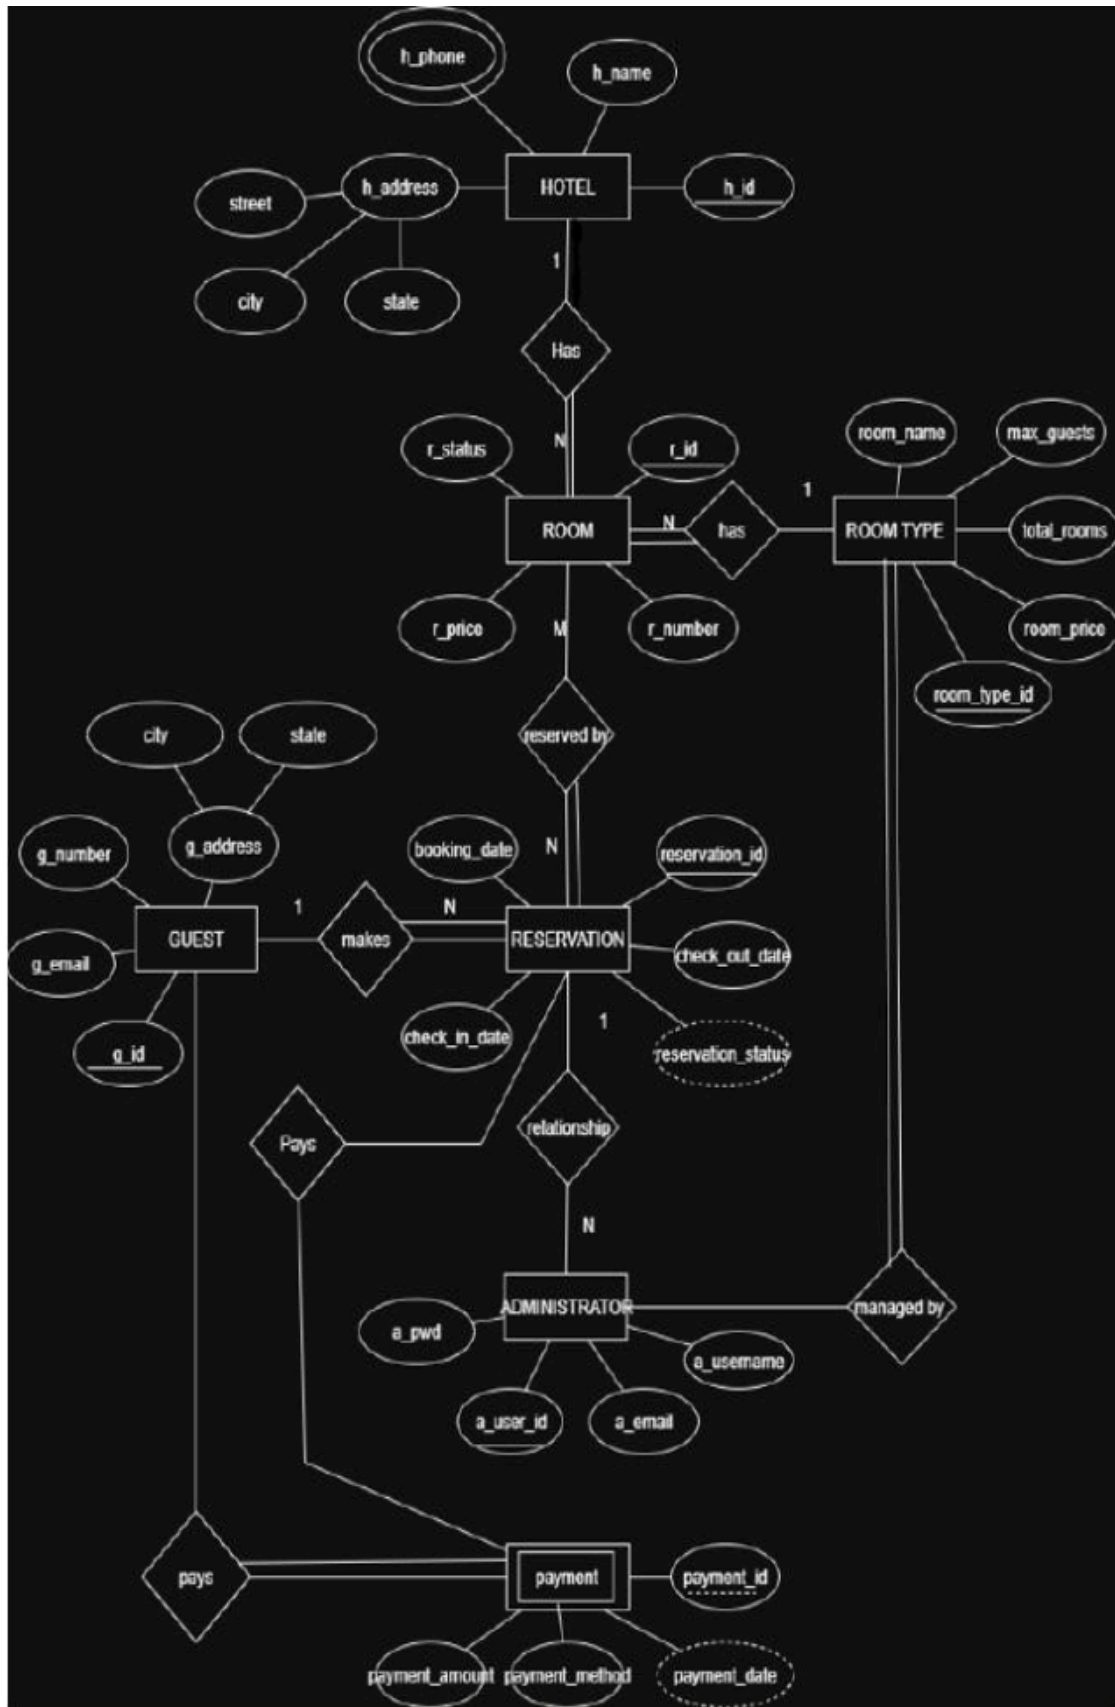 h_phone
h_name
HOTEL
h_id
h_address
street
city
state
1
Has
N
r_status
r_id
room_name
max_guests
ROOM
N
has
1
ROOM TYPE
total_rooms
r_price
M
r_number
room_price
room_type_id
reserved by
city
state
g_number
g_address
booking_date
N
reservation_id
GUEST
1
makes
N
RESERVATION
g_email
check_out_date
g_id
check_in_date
1
reservation_status
Pays
relationship
N
ADMINISTRATOR
managed by
a_pwd
a_username
a_user_id
a_email
pays
payment
payment_id
payment_amount
payment_method
payment_date